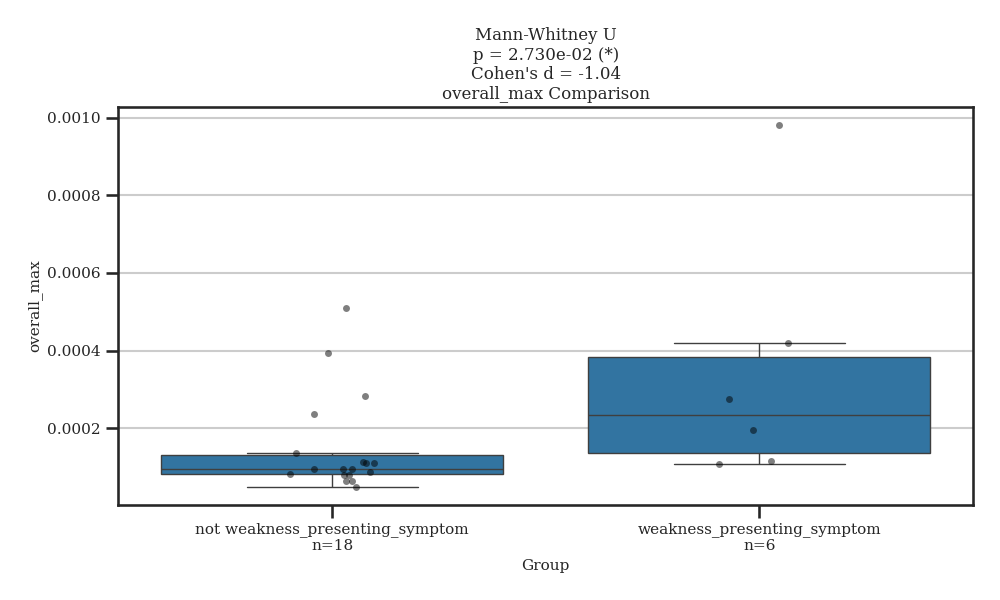 Mann-Whitney U
p = 2.730e-02 (*)
Cohen's d = -1.04
overall_max Comparison
0.0010
0.0008
0.0006
0.0004
0.0002
overall_max
not weakness_presenting_symptom
n=18
weakness_presenting_symptom
n=6
Group